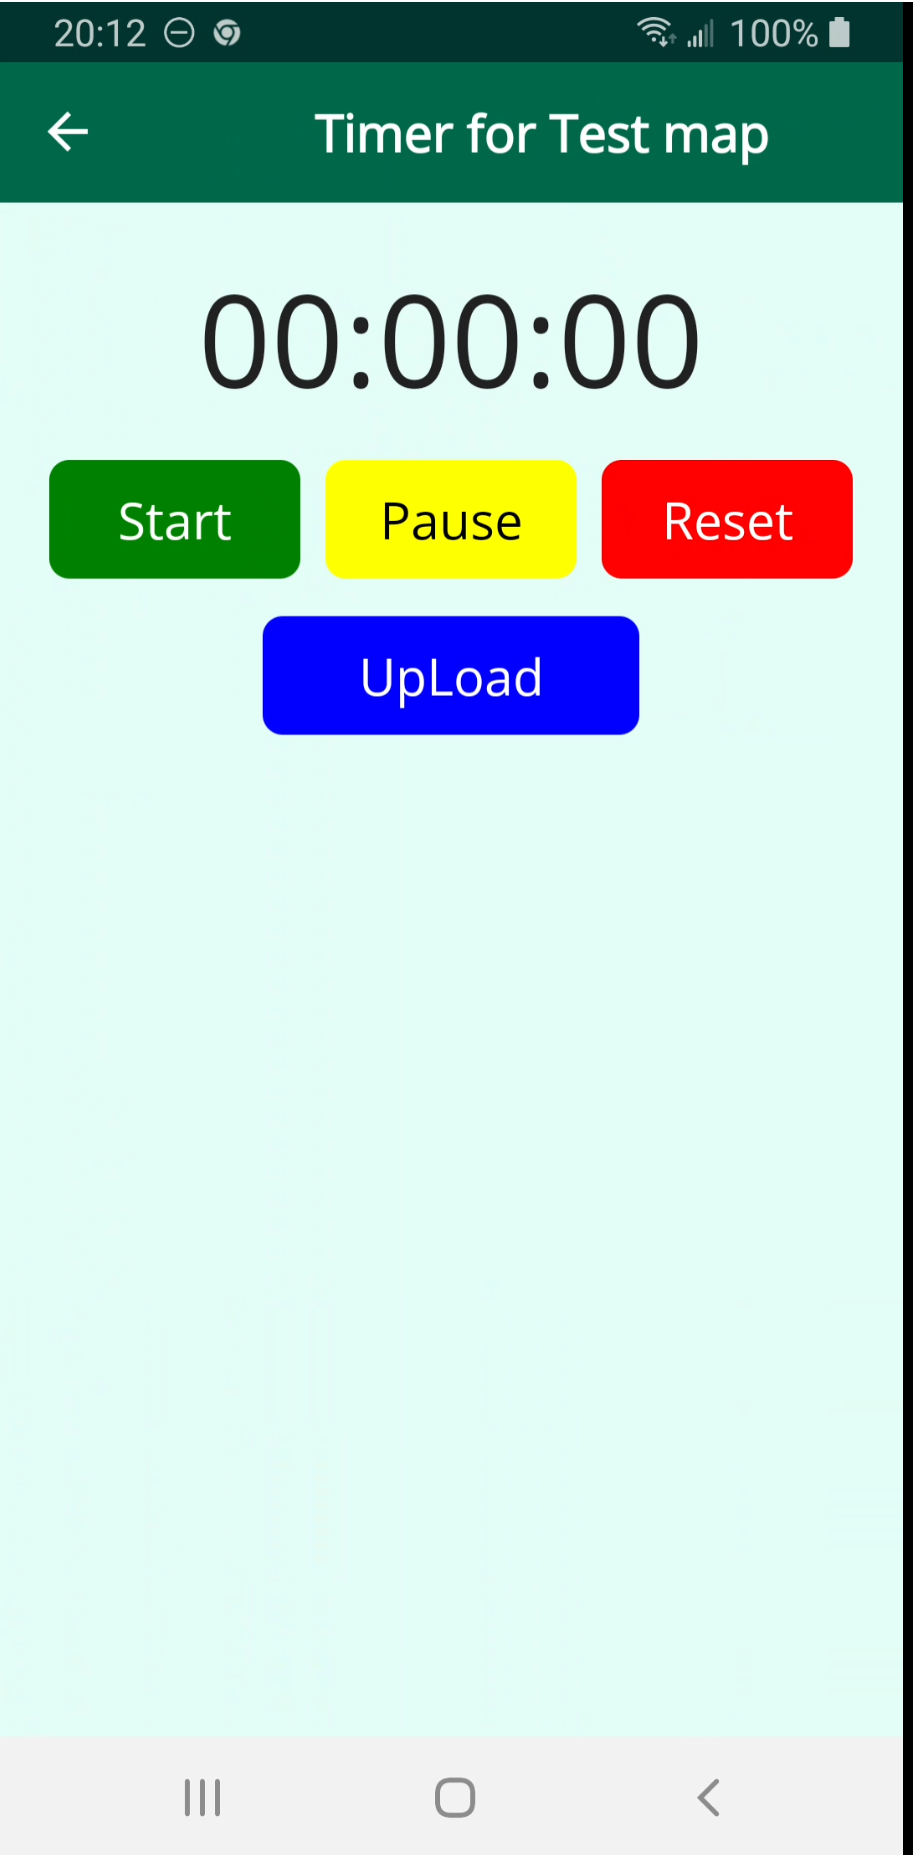 20:12 100%
Timer for Test map
00:00:00
Start Pause Reset
UpLoad